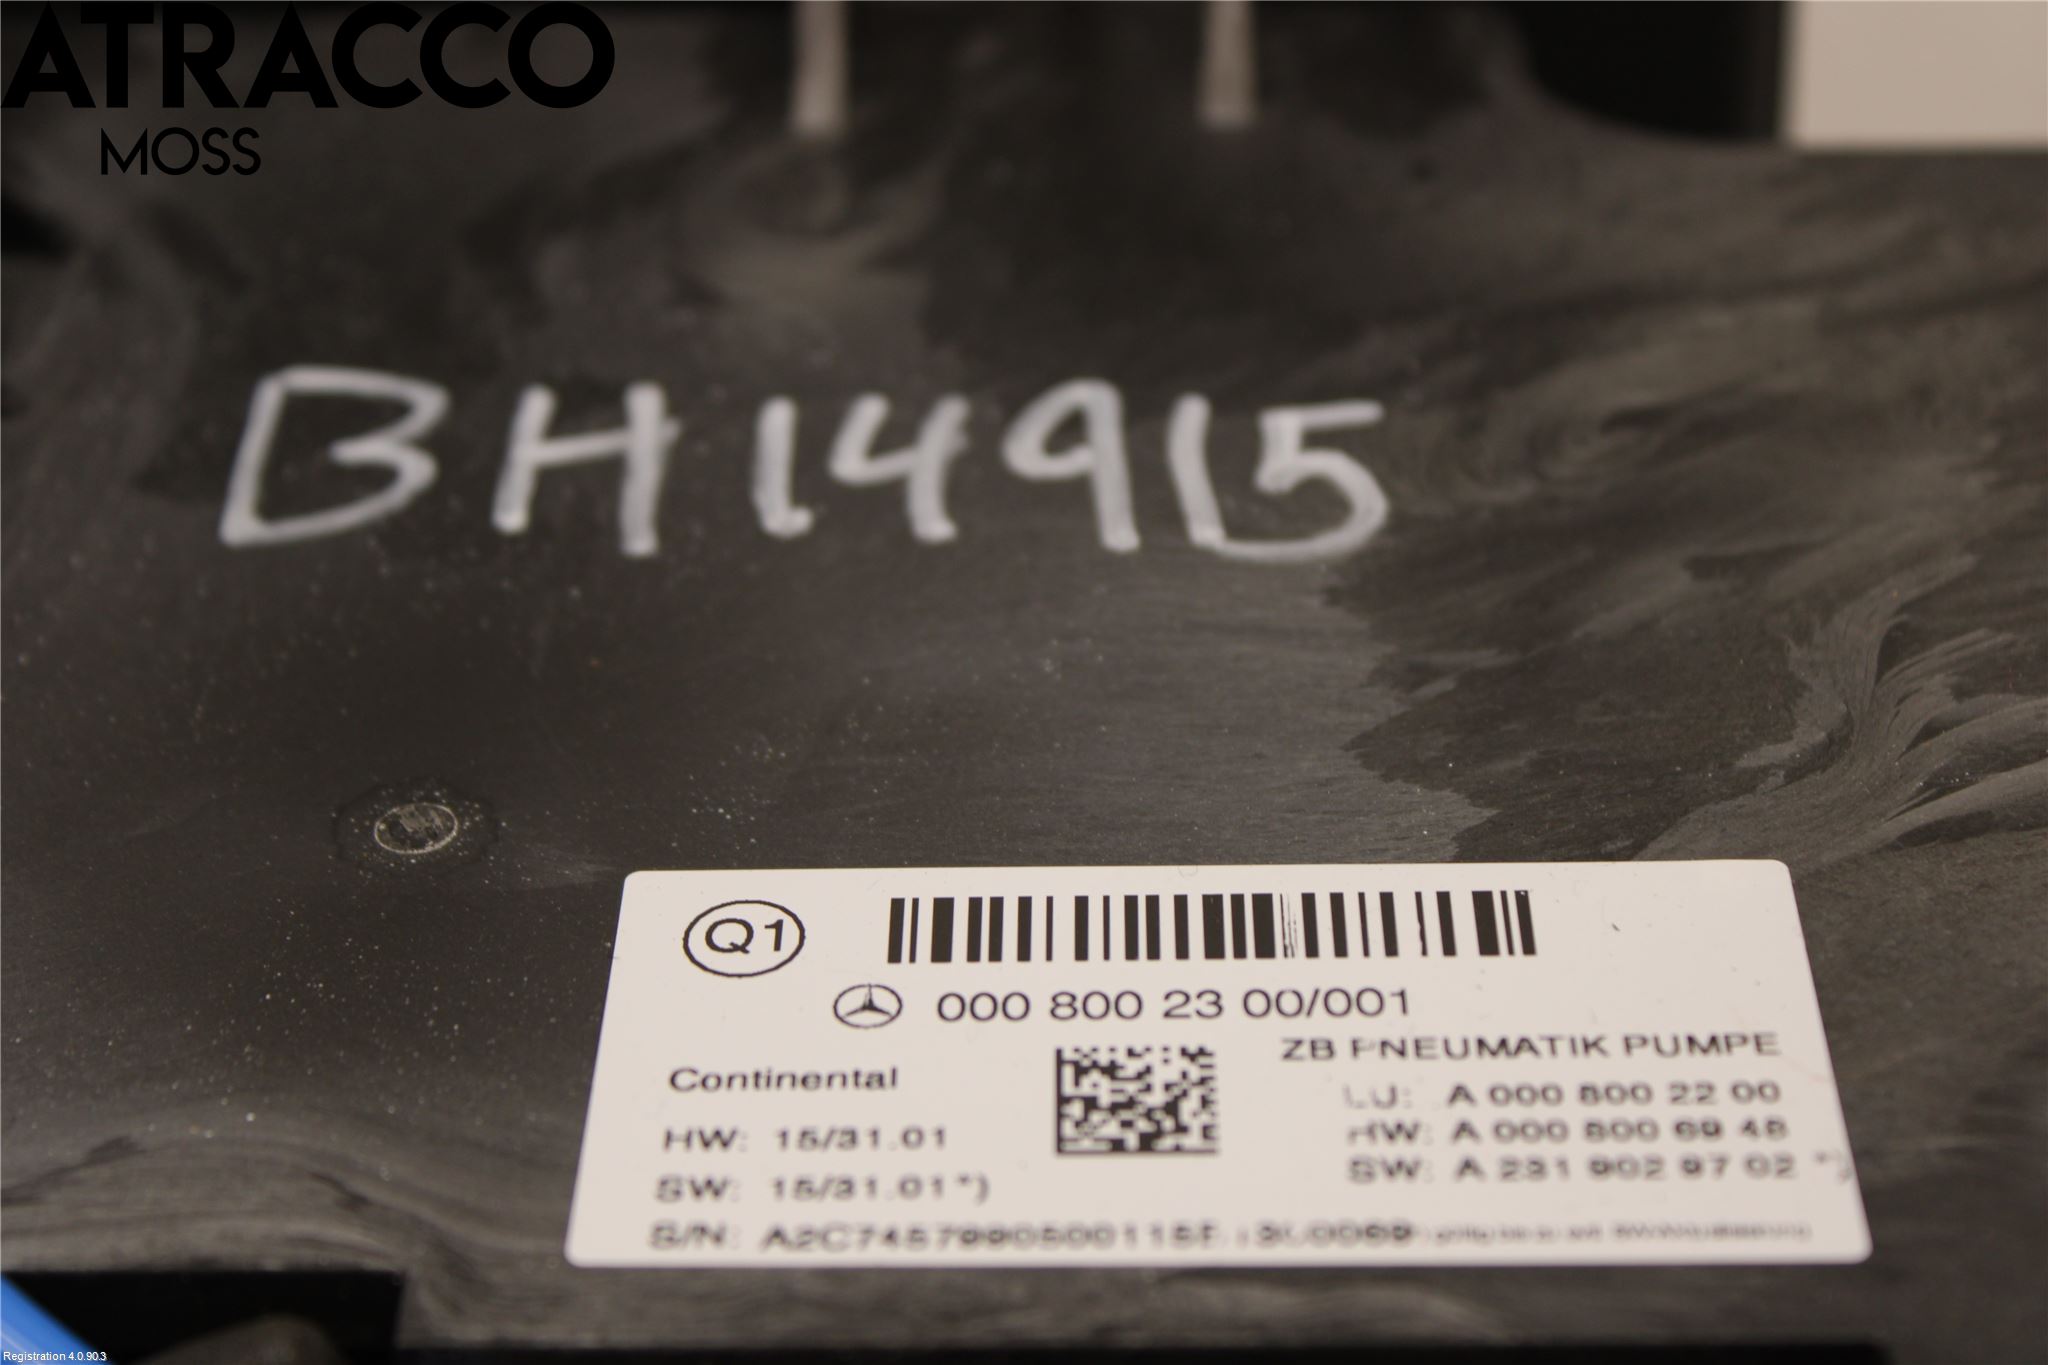 ATRACCO
MOSS
BH14915
Q1
000 800 23 00/001
ZB PNEUMATIK PUMPE
Continental
LU: A 000 800 22 00
HW: 15/31.01
HW: A 000 800 69 48
SW: 15/31.01*)
SW: A 231 902 97 02 *)
S/N:
Registration 4.0.90.3